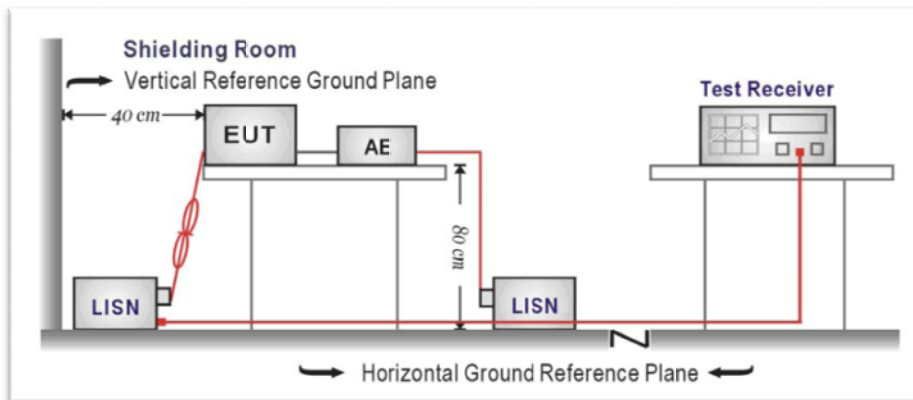 Shielding Room
Vertical Reference Ground Plane
40 cm
EUT
AE
Test Receiver
80 cm
LISN
LISN
Horizontal Ground Reference Plane